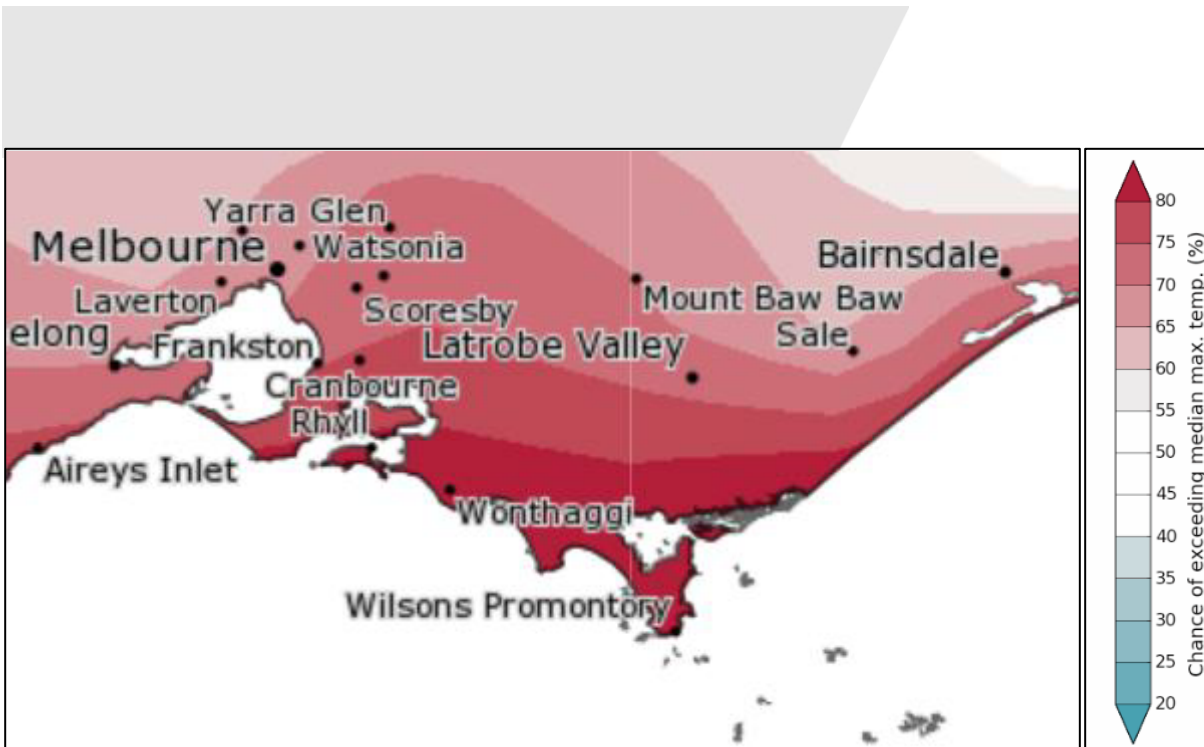 Yarra Glen
Melbourne
Watsonia
Laverton
Scoresby
elong
Frankston
Latrobe Valley
Cranbourne
Rhyll
Aireys Inlet
Wonthaggi
Wilsons Promontory
Bairnsdale
Mount Baw Baw
Sale
80
75
70
65
60
55
50
45
40
35
30
25
20
Chance of exceeding median max. temp. (%)